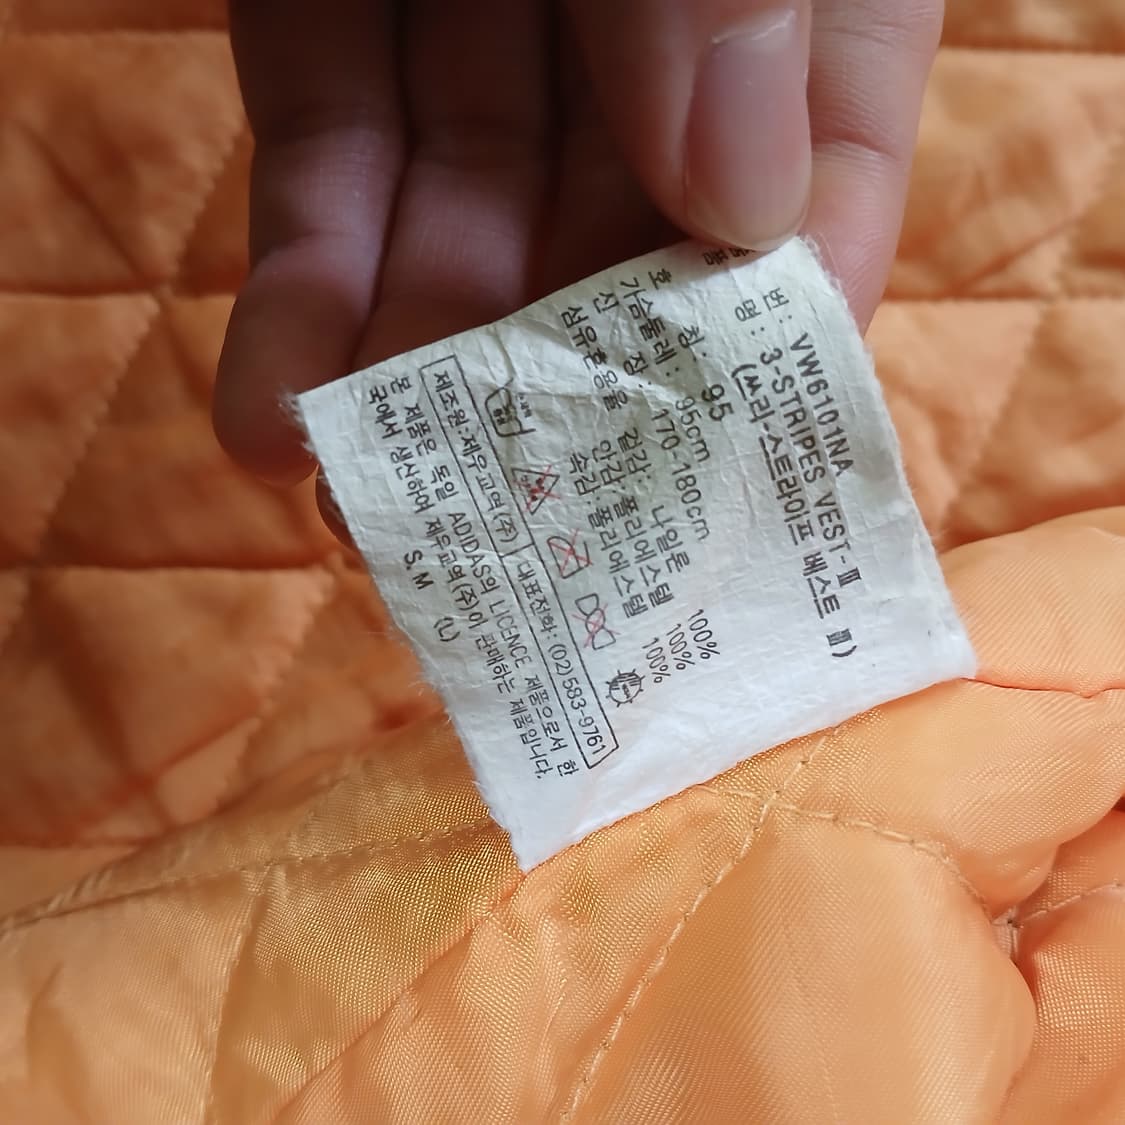 번: VW6101NA
명: 3-STRIPES VEST-Ⅲ
(쓰리-스트라이프 베스트 Ⅲ)
호 칭: 95
가슴둘레: 95cm
신 장: 170-180cm
섬유혼용율 겉감: 나일론 100%
안감: 폴리에스텔 100%
속감: 폴리에스텔 100%
제조원: 제우교역(주) 대표전화: (02)583-9761
본 제품은 독일 ADIDAS의 LICENCE 제품으로서 한
국에서 생산하여 제우교역(주)이 판매하는 제품입니다.
S.M (L)